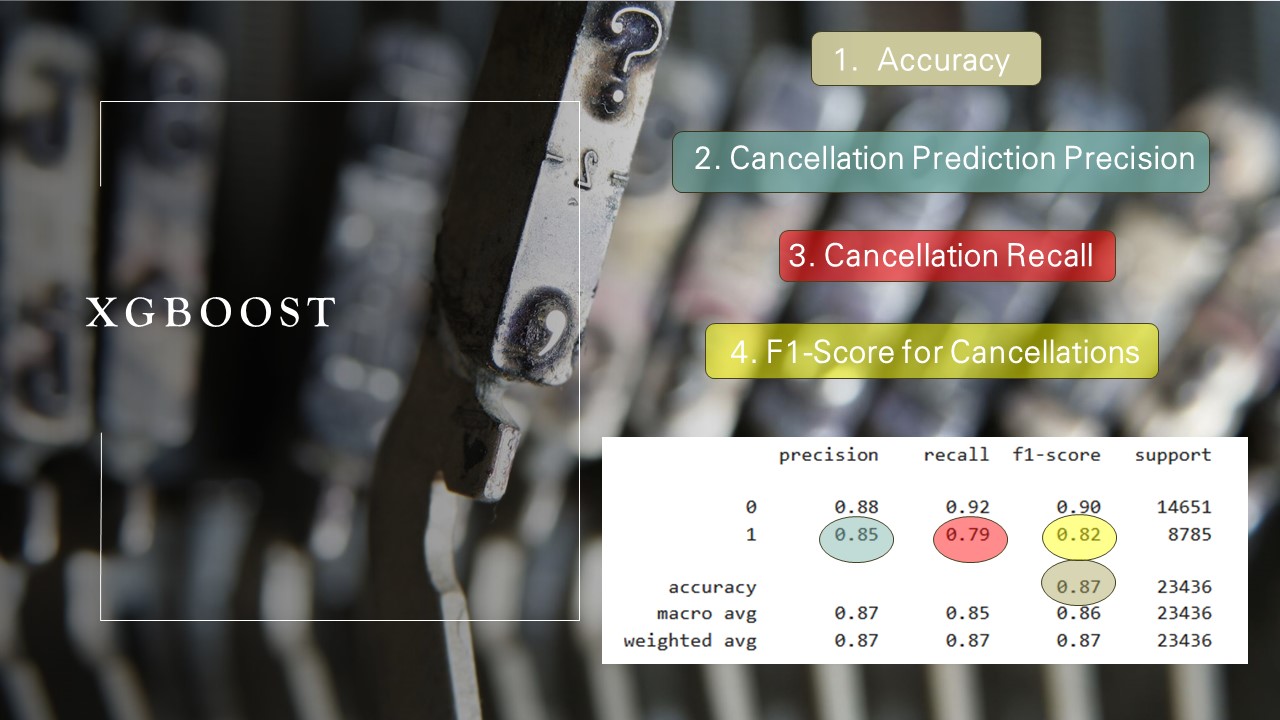 XGBOOST
1. Accuracy
2. Cancellation Prediction Precision
3. Cancellation Recall
4. F1-Score for Cancellations
precision recall f1-score support
0 0.88 0.92 0.90 14651
1 0.85 0.79 0.82 8785
accuracy 0.87 23436
macro avg 0.87 0.85 0.86 23436
weighted avg 0.87 0.87 0.87 23436
?
,